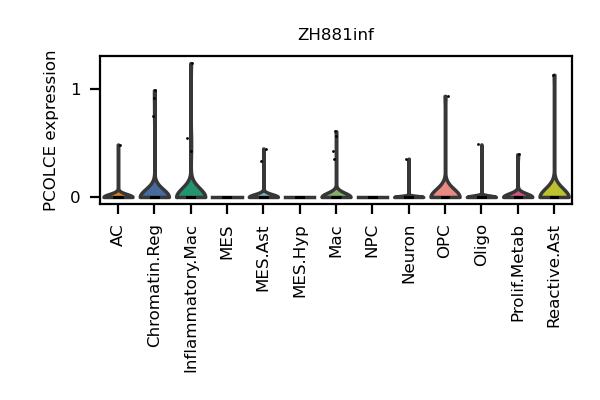 ZH881inf
PCOLCE expression
1
0
AC
Chromatin.Reg
Inflammatory.Mac
MES
MES.Ast
MES.Hyp
Mac
NPC
Neuron
OPC
Oligo
Prolif.Metab
Reactive.Ast